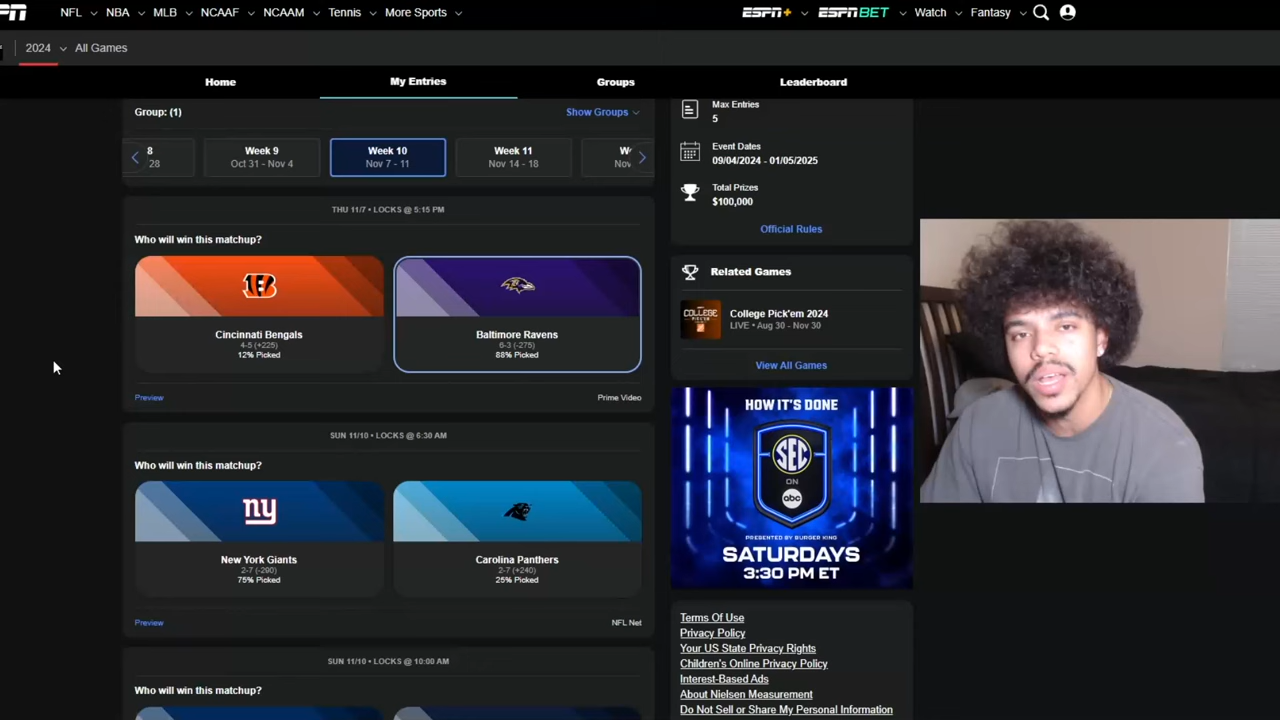 NFL
NBA
MLB
NCAAF
NCAAM
Tennis
More Sports
ESPN+
ESPN BET
Watch
Fantasy
2024
All Games
Home
My Entries
Groups
Leaderboard
Group: (1)
Show Groups
8
28
Week 9
Oct 31 - Nov 4
Week 10
Nov 7 - 11
Week 11
Nov 14 - 18
THU 11/7 • LOCKS @ 5:15 PM
Who will win this matchup?
Cincinnati Bengals
4-5 (+225)
12% Picked
Baltimore Ravens
6-3 (-275)
88% Picked
Preview
Prime Video
SUN 11/10 • LOCKS @ 6:30 AM
Who will win this matchup?
ny
New York Giants
2-7 (-290)
75% Picked
Carolina Panthers
2-7 (+240)
25% Picked
Preview
NFL Net
SUN 11/10 • LOCKS @ 10:00 AM
Who will win this matchup?
Max Entries
5
Event Dates
09/04/2024 - 01/05/2025
Total Prizes
$100,000
Official Rules
Related Games
College Pick'em 2024
LIVE • Aug 30 - Nov 30
View All Games
HOW IT'S DONE
SEC
ON
abc
PRESENTED BY BURGER KING
SATURDAYS
3:30 PM ET
Terms Of Use
Privacy Policy
Your US State Privacy Rights
Children's Online Privacy Policy
Interest-Based Ads
About Nielsen Measurement
Do Not Sell or Share My Personal Information